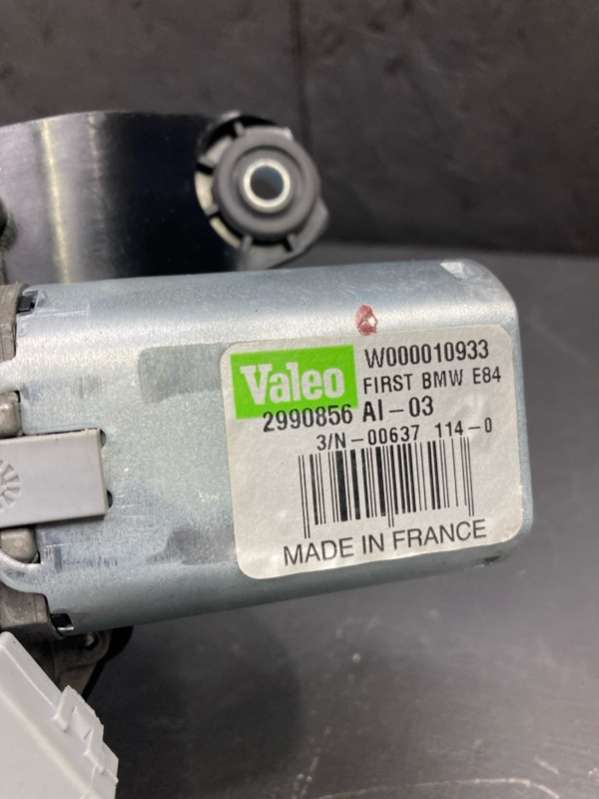 Valeo
W000010933
FIRST BMW E84
2990856 AI-03
3/N-00637 114-0
MADE IN FRANCE